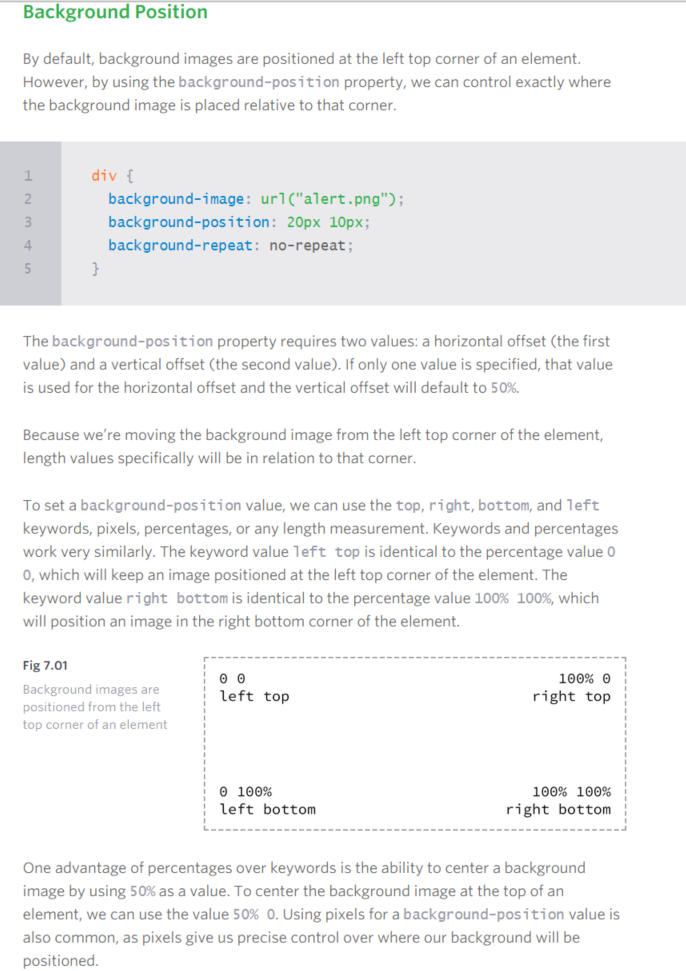 Background Position
By default, background images are positioned at the left top corner of an element.
However, by using the background-position property, we can control exactly where
the background image is placed relative to that corner.
1 div {
2 background-image: url("alert.png");
3 background-position: 20px 10px;
4 background-repeat: no-repeat;
5 }
The background-position property requires two values: a horizontal offset (the first
value) and a vertical offset (the second value). If only one value is specified, that value
is used for the horizontal offset and the vertical offset will default to 50%.
Because we’re moving the background image from the left top corner of the element,
length values specifically will be in relation to that corner.
To set a background-position value, we can use the top, right, bottom, and left
keywords, pixels, percentages, or any length measurement. Keywords and percentages
work very similarly. The keyword value left top is identical to the percentage value 0
0, which will keep an image positioned at the left top corner of the element. The
keyword value right bottom is identical to the percentage value 100% 100%, which
will position an image in the right bottom corner of the element.
Fig 7.01
Background images are
positioned from the left
top corner of an element
0 0 100% 0
left top right top
0 100% 100% 100%
left bottom right bottom
One advantage of percentages over keywords is the ability to center a background
image by using 50% as a value. To center the background image at the top of an
element, we can use the value 50% 0. Using pixels for a background-position value is
also common, as pixels give us precise control over where our background will be
positioned.